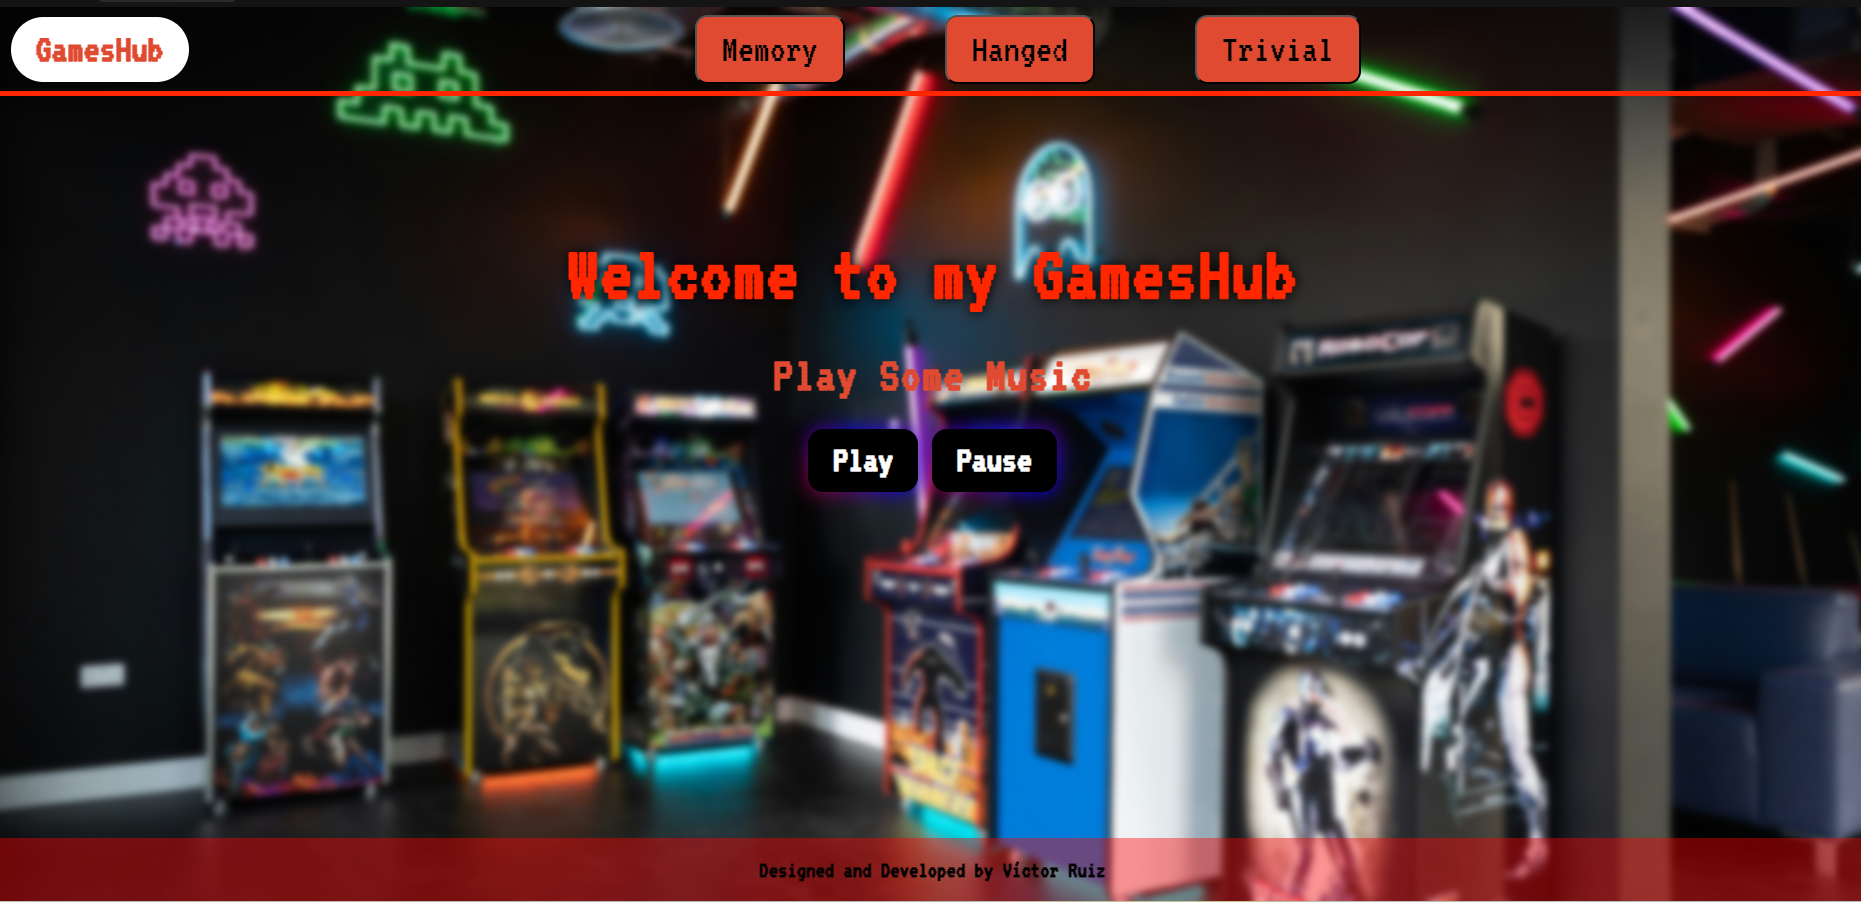 GamesHub
Memory
Hanged
Trivial
Welcome to my GamesHub
Play Some Music
Play
Pause
ROBOCOP
Designed and Developed by Víctor Ruiz